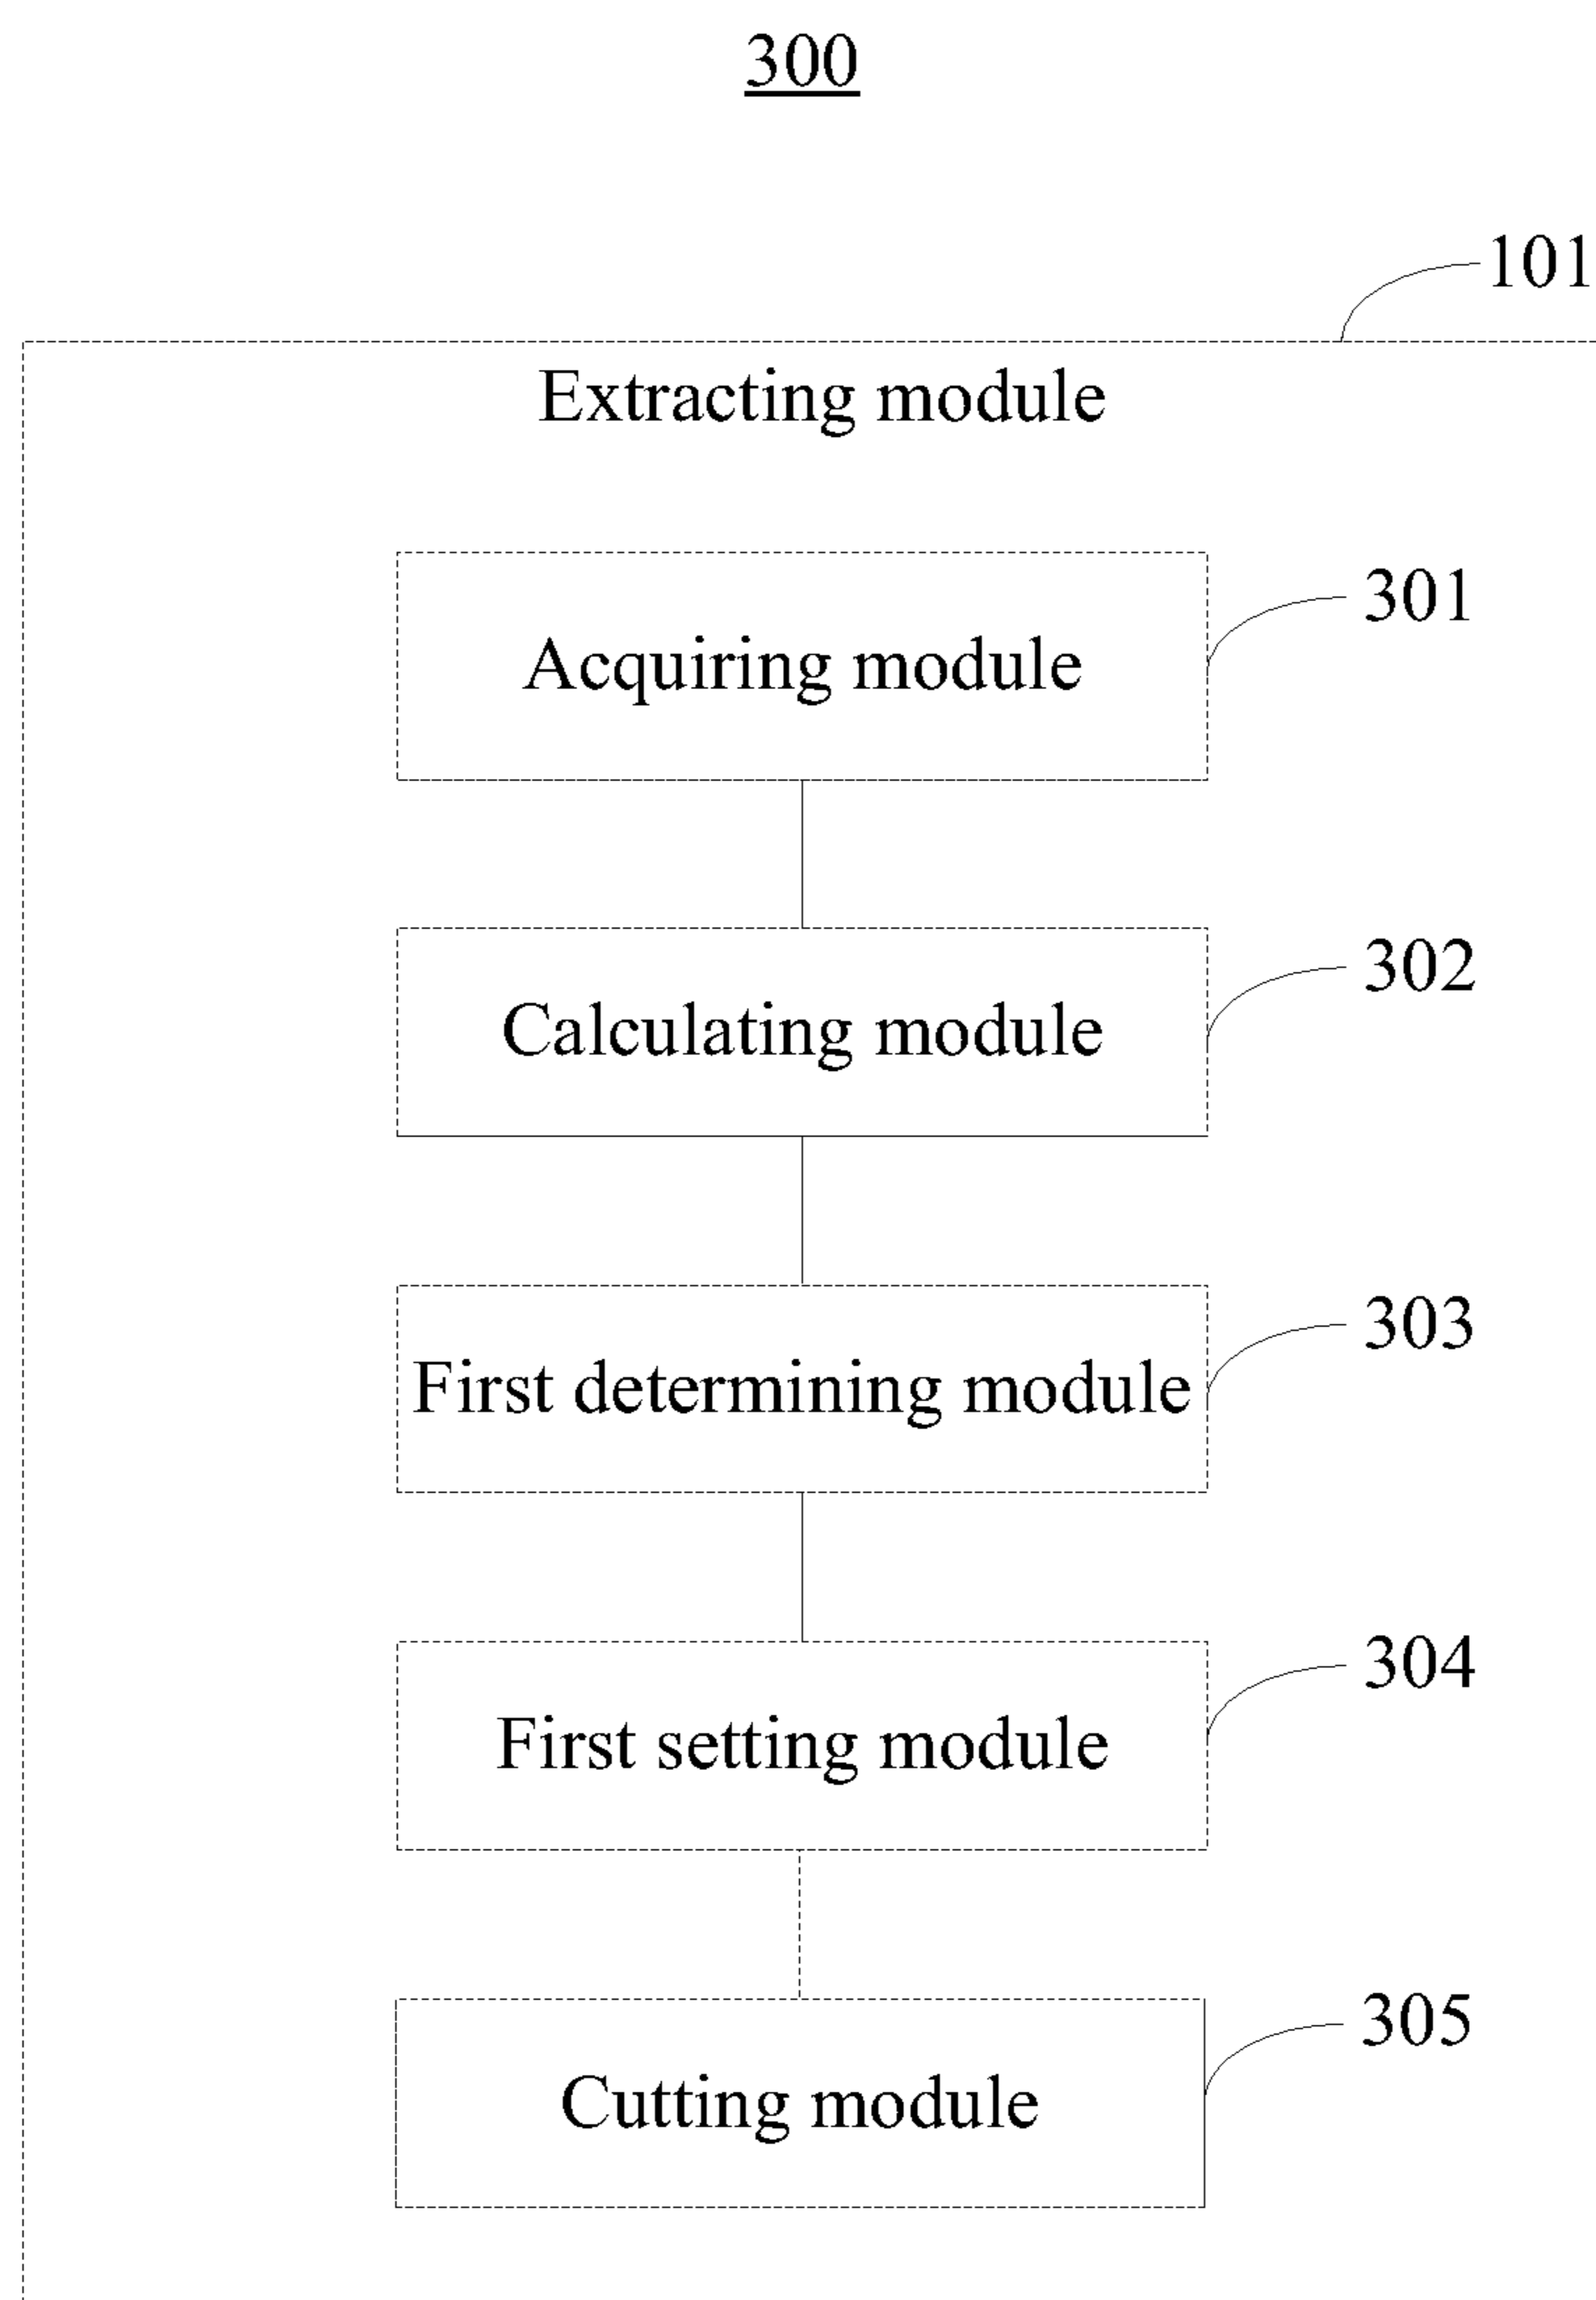 300
101
Extracting module
301
Acquiring module
302
Calculating module
303
First determining module
304
First setting module
305
Cutting module